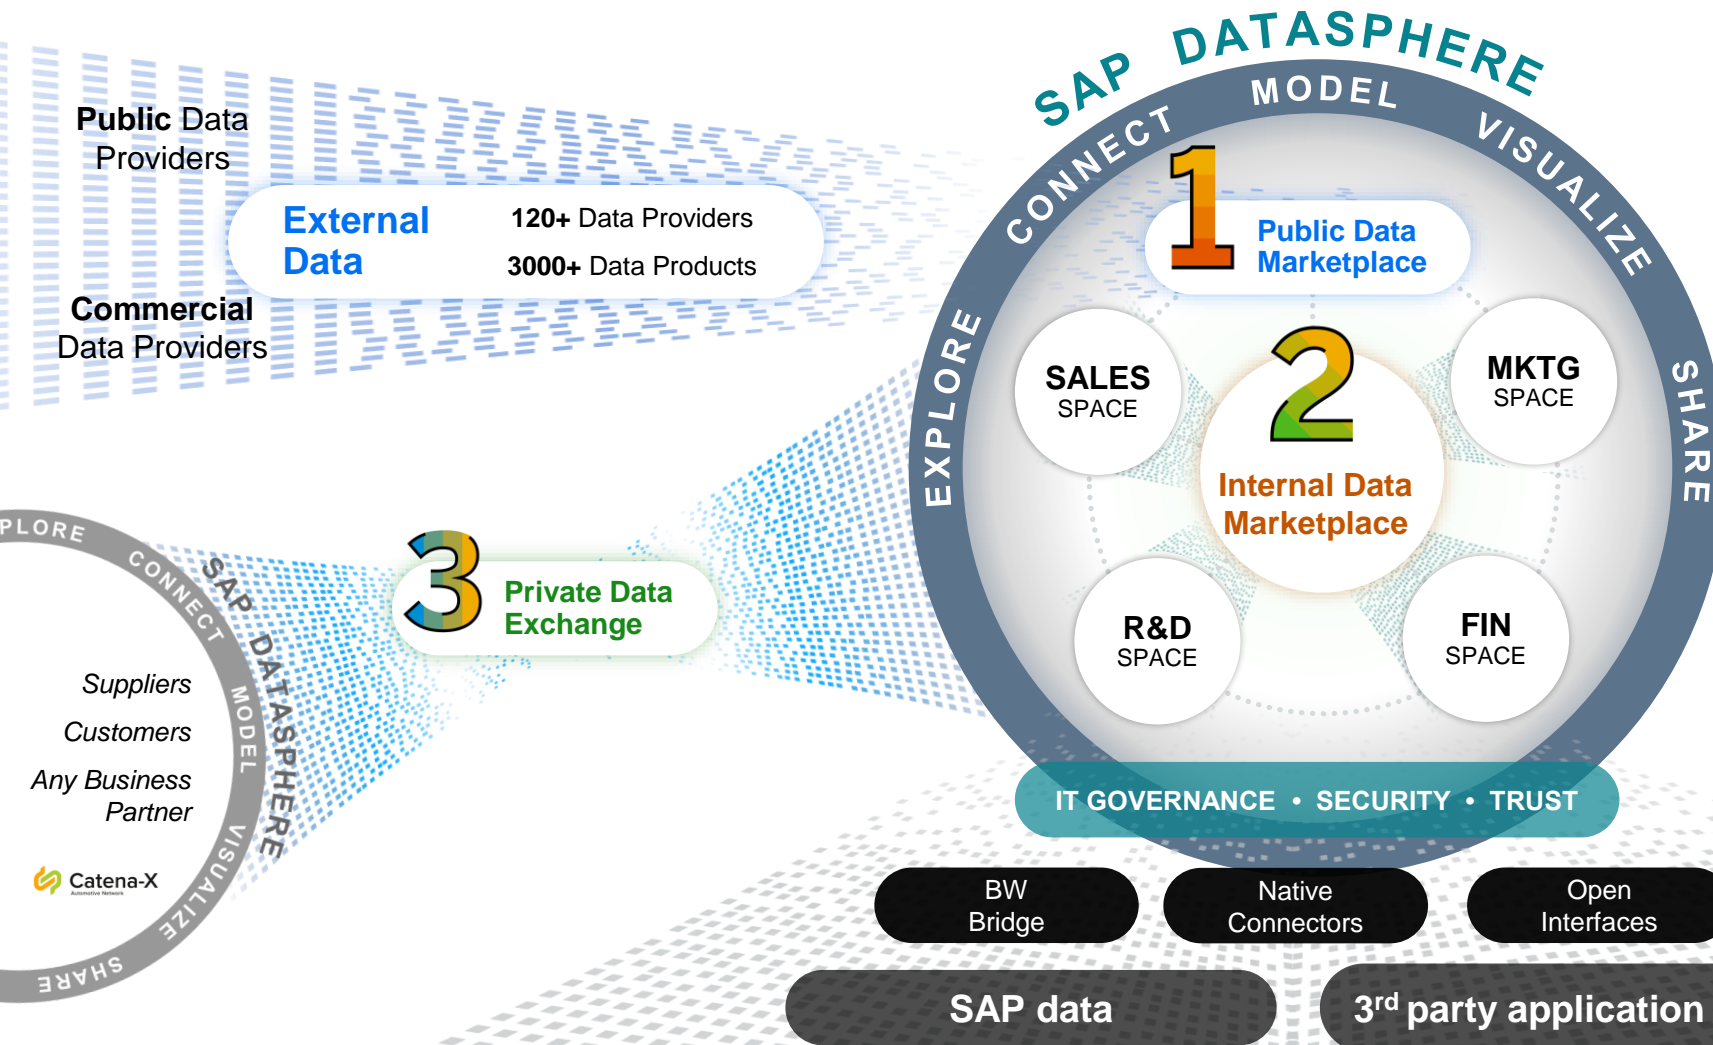 SAP DATASPHERE
EXPLORE CONNECT MODEL VISUALIZE SHARE
Public Data
Providers
External
Data
120+ Data Providers
3000+ Data Products
Commercial
Data Providers
1
Public Data
Marketplace
SALES
SPACE
MKTG
SPACE
2
Internal Data
Marketplace
R&D
SPACE
FIN
SPACE
3
Private Data
Exchange
PLORE CONNECT MODEL VISUALIZE SHARE
SAP DATASPHERE
Suppliers
Customers
Any Business
Partner
Catena-X
Automotive Network
IT GOVERNANCE • SECURITY • TRUST
BW
Bridge
Native
Connectors
Open
Interfaces
SAP data
3rd party application